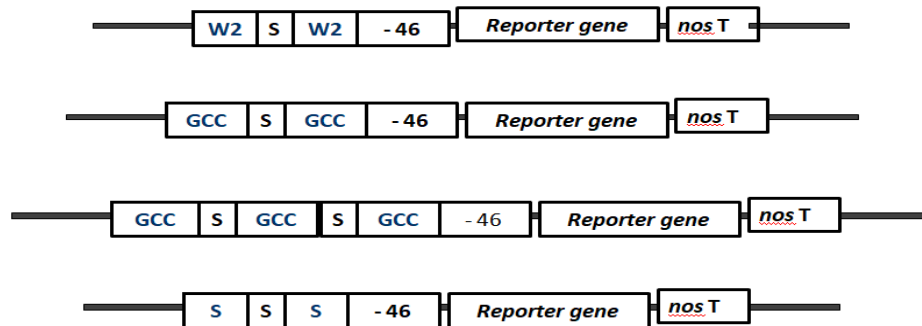 W2 S W2 - 46 Reporter gene nos T
GCC S GCC - 46 Reporter gene nos T
GCC S GCC S GCC - 46 Reporter gene nos T
S S S - 46 Reporter gene nos T